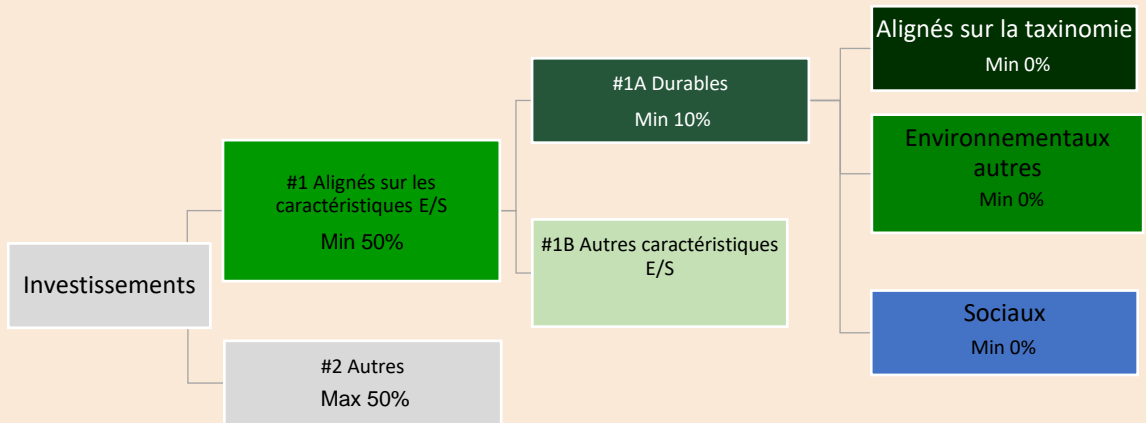 Investissements
#1 Alignés sur les
caractéristiques E/S
Min 50%
#2 Autres
Max 50%
#1A Durables
Min 10%
#1B Autres caractéristiques
E/S
Alignés sur la taxinomie
Min 0%
Environnementaux
autres
Min 0%
Sociaux
Min 0%